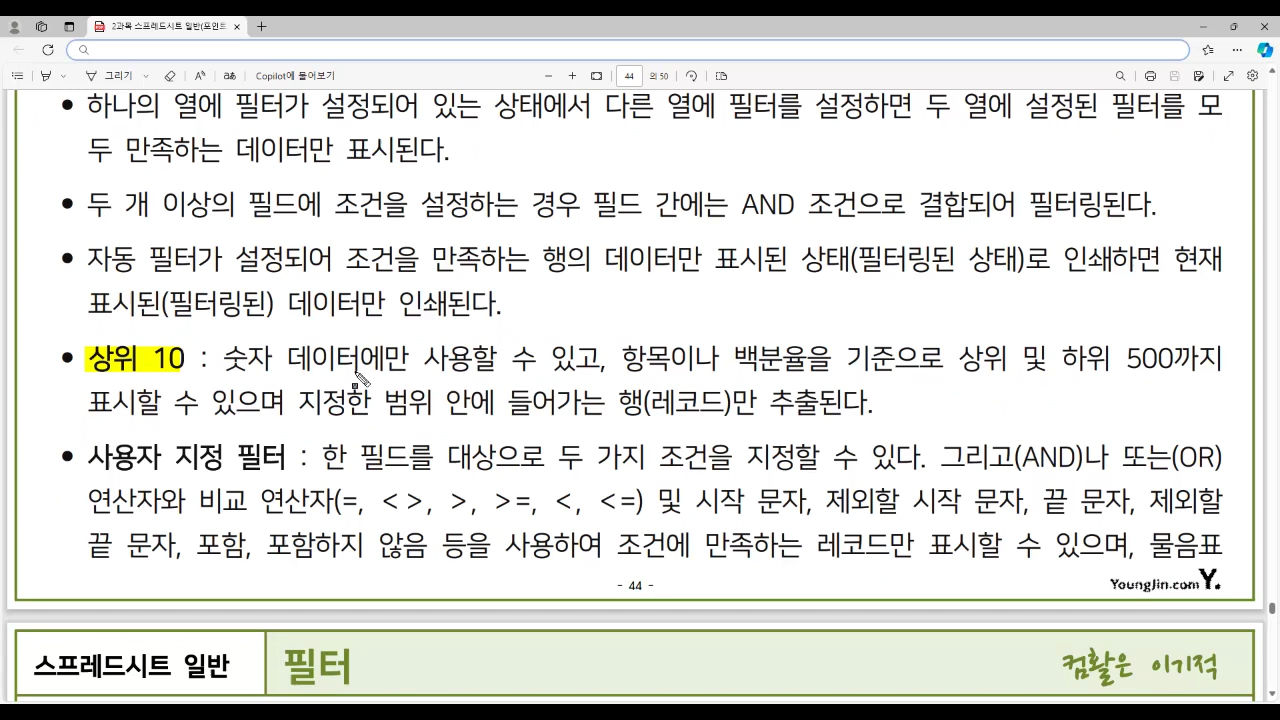 2과목 스프레드시트 일반(포인트
그리기
Copilot에 물어보기
44 의 50
• 하나의 열에 필터가 설정되어 있는 상태에서 다른 열에 필터를 설정하면 두 열에 설정된 필터를 모
두 만족하는 데이터만 표시된다.
• 두 개 이상의 필드에 조건을 설정하는 경우 필드 간에는 AND 조건으로 결합되어 필터링된다.
• 자동 필터가 설정되어 조건을 만족하는 행의 데이터만 표시된 상태(필터링된 상태)로 인쇄하면 현재
표시된(필터링된) 데이터만 인쇄된다.
• 상위 10 : 숫자 데이터에만 사용할 수 있고, 항목이나 백분율을 기준으로 상위 및 하위 500까지
표시할 수 있으며 지정한 범위 안에 들어가는 행(레코드)만 추출된다.
• 사용자 지정 필터 : 한 필드를 대상으로 두 가지 조건을 지정할 수 있다. 그리고(AND)나 또는(OR)
연산자와 비교 연산자(=, <>, >, >=, <, <=) 및 시작 문자, 제외할 시작 문자, 끝 문자, 제외할
끝 문자, 포함, 포함하지 않음 등을 사용하여 조건에 만족하는 레코드만 표시할 수 있으며, 물음표
- 44 -
YoungJin.com Y.
스프레드시트 일반
필터
컴활은 이기적